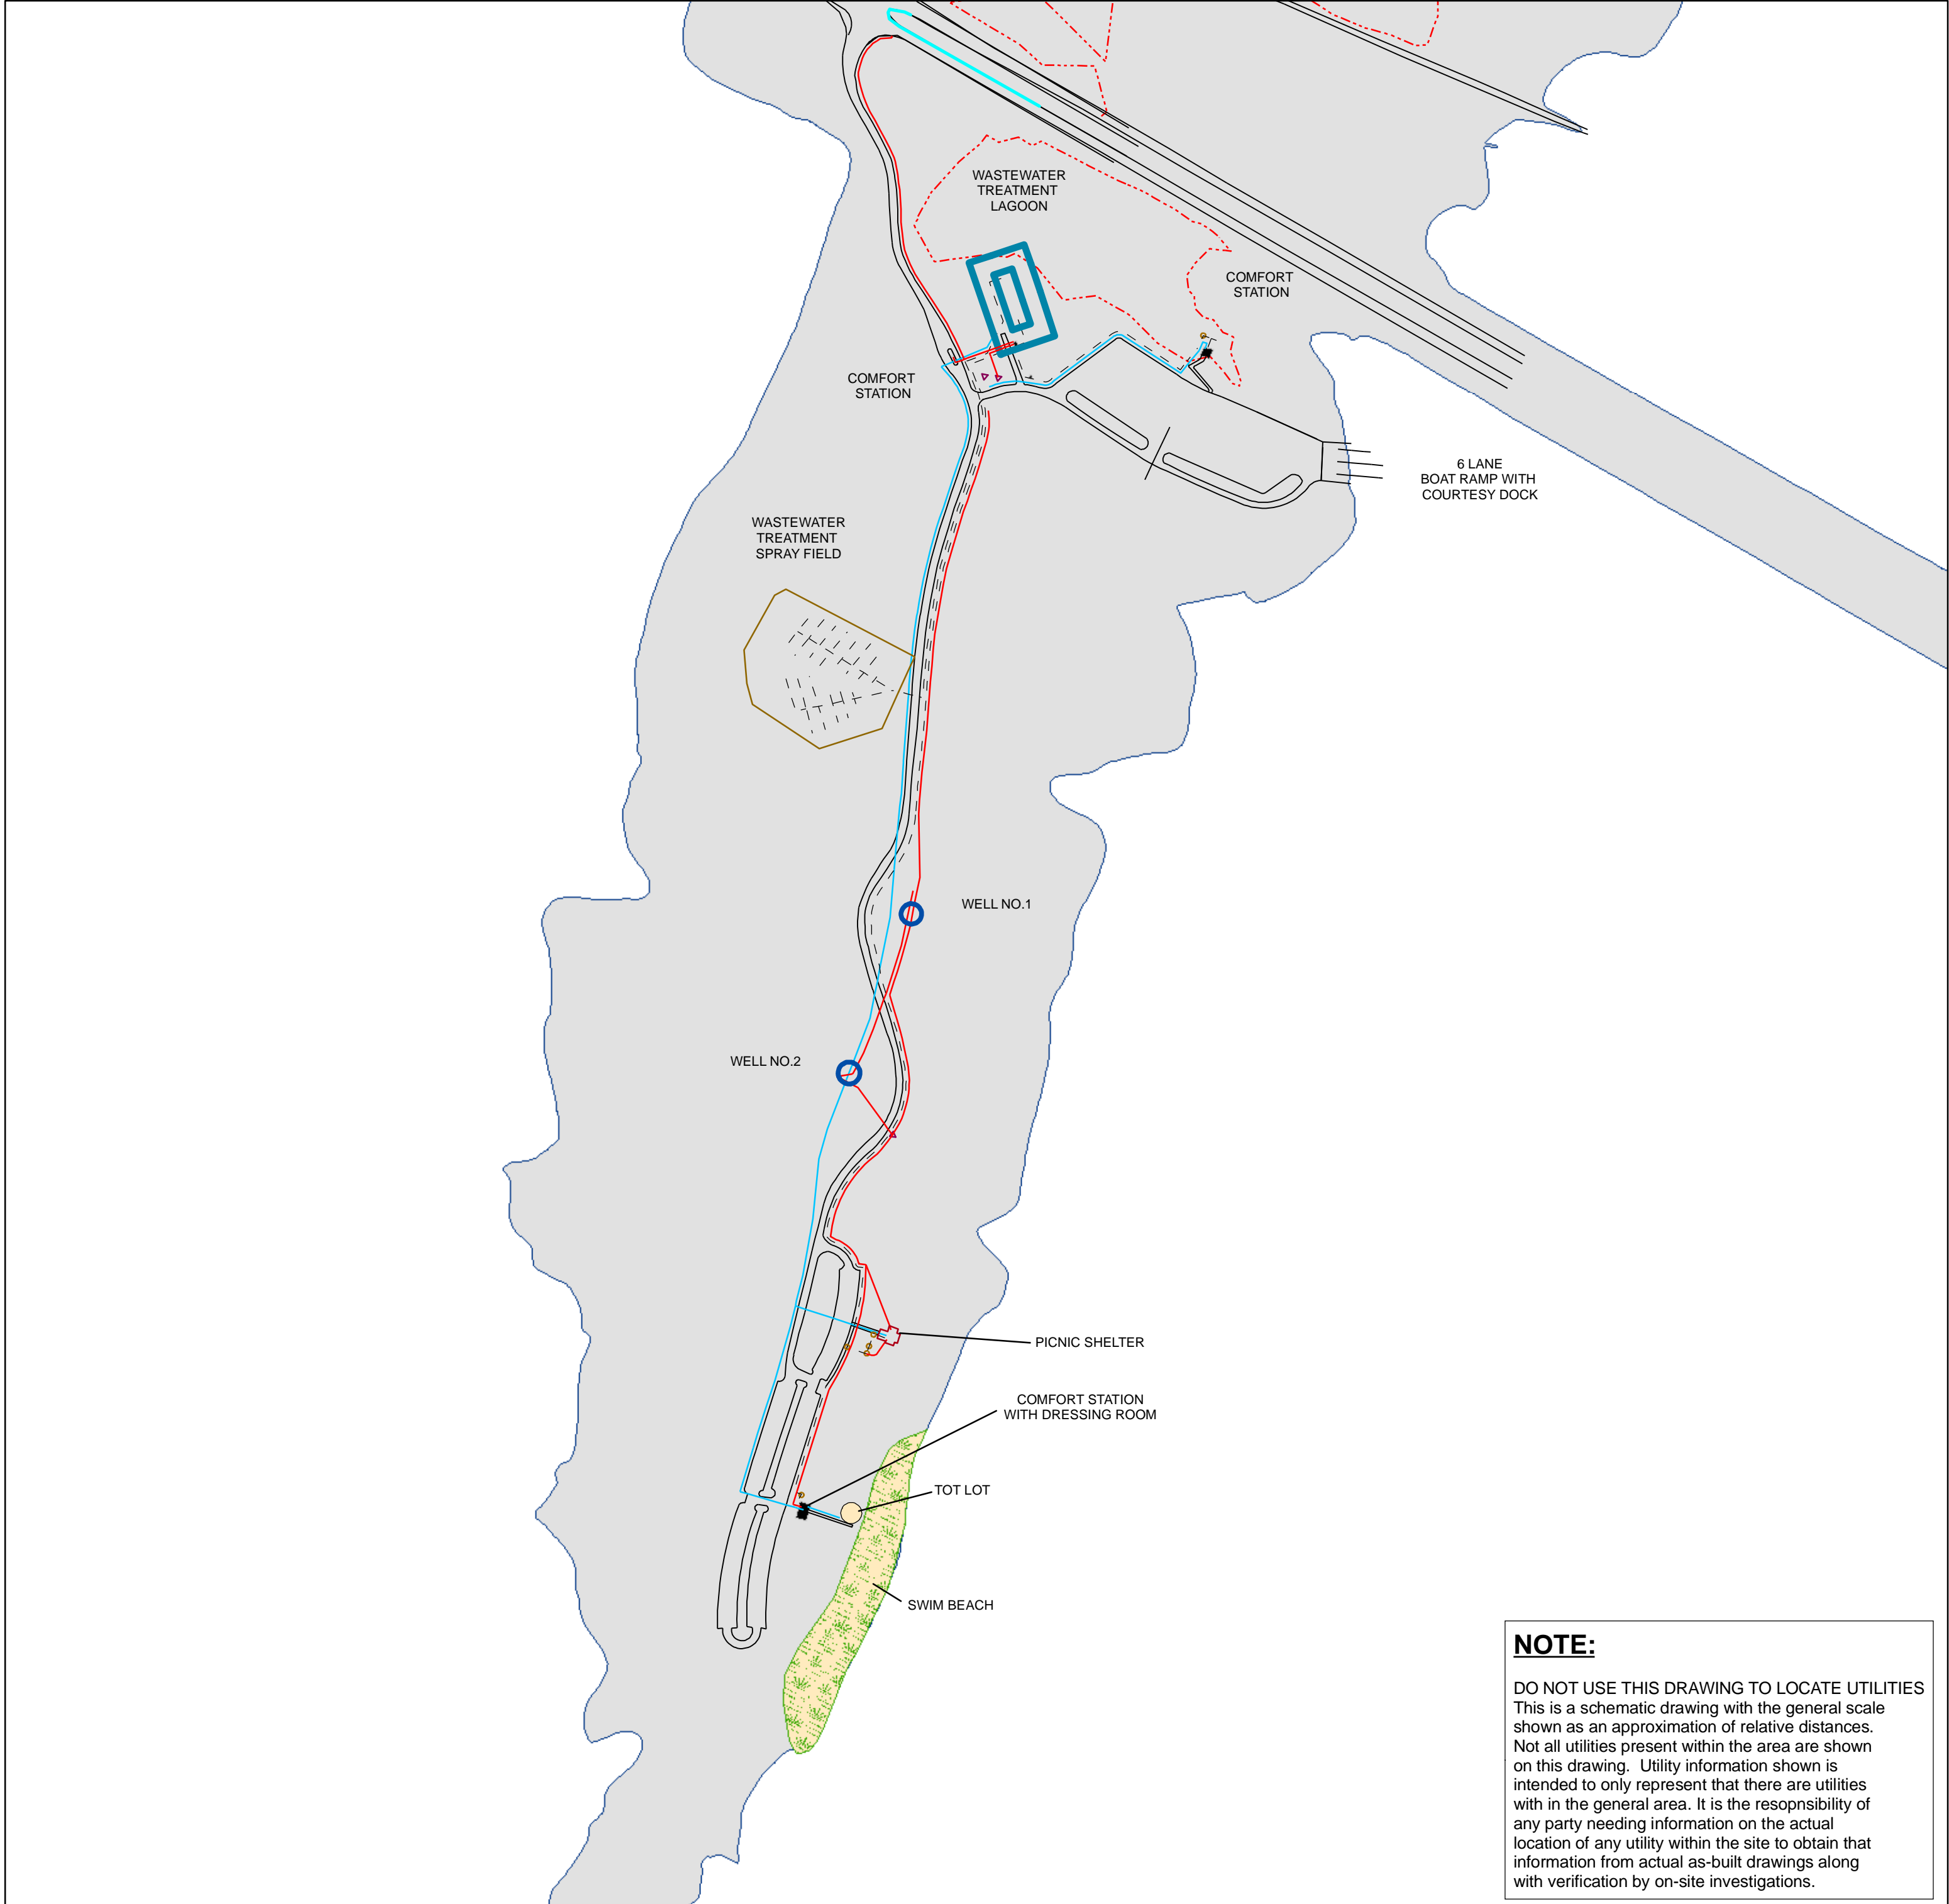 WASTEWATER
TREATMENT
LAGOON
COMFORT
STATION
COMFORT
STATION
6 LANE
BOAT RAMP WITH
COURTESY DOCK
WASTEWATER
TREATMENT
SPRAY FIELD
WELL NO.1
WELL NO.2
PICNIC SHELTER
COMFORT STATION
WITH DRESSING ROOM
TOT LOT
SWIM BEACH
NOTE:
DO NOT USE THIS DRAWING TO LOCATE UTILITIES
This is a schematic drawing with the general scale
shown as an approximation of relative distances.
Not all utilities present within the area are shown
on this drawing.  Utility information shown is
intended to only represent that there are utilities
with in the general area. It is the resopnsibility of
any party needing information on the actual
location of any utility within the site to obtain that
information from actual as-built drawings along
with verification by on-site investigations.